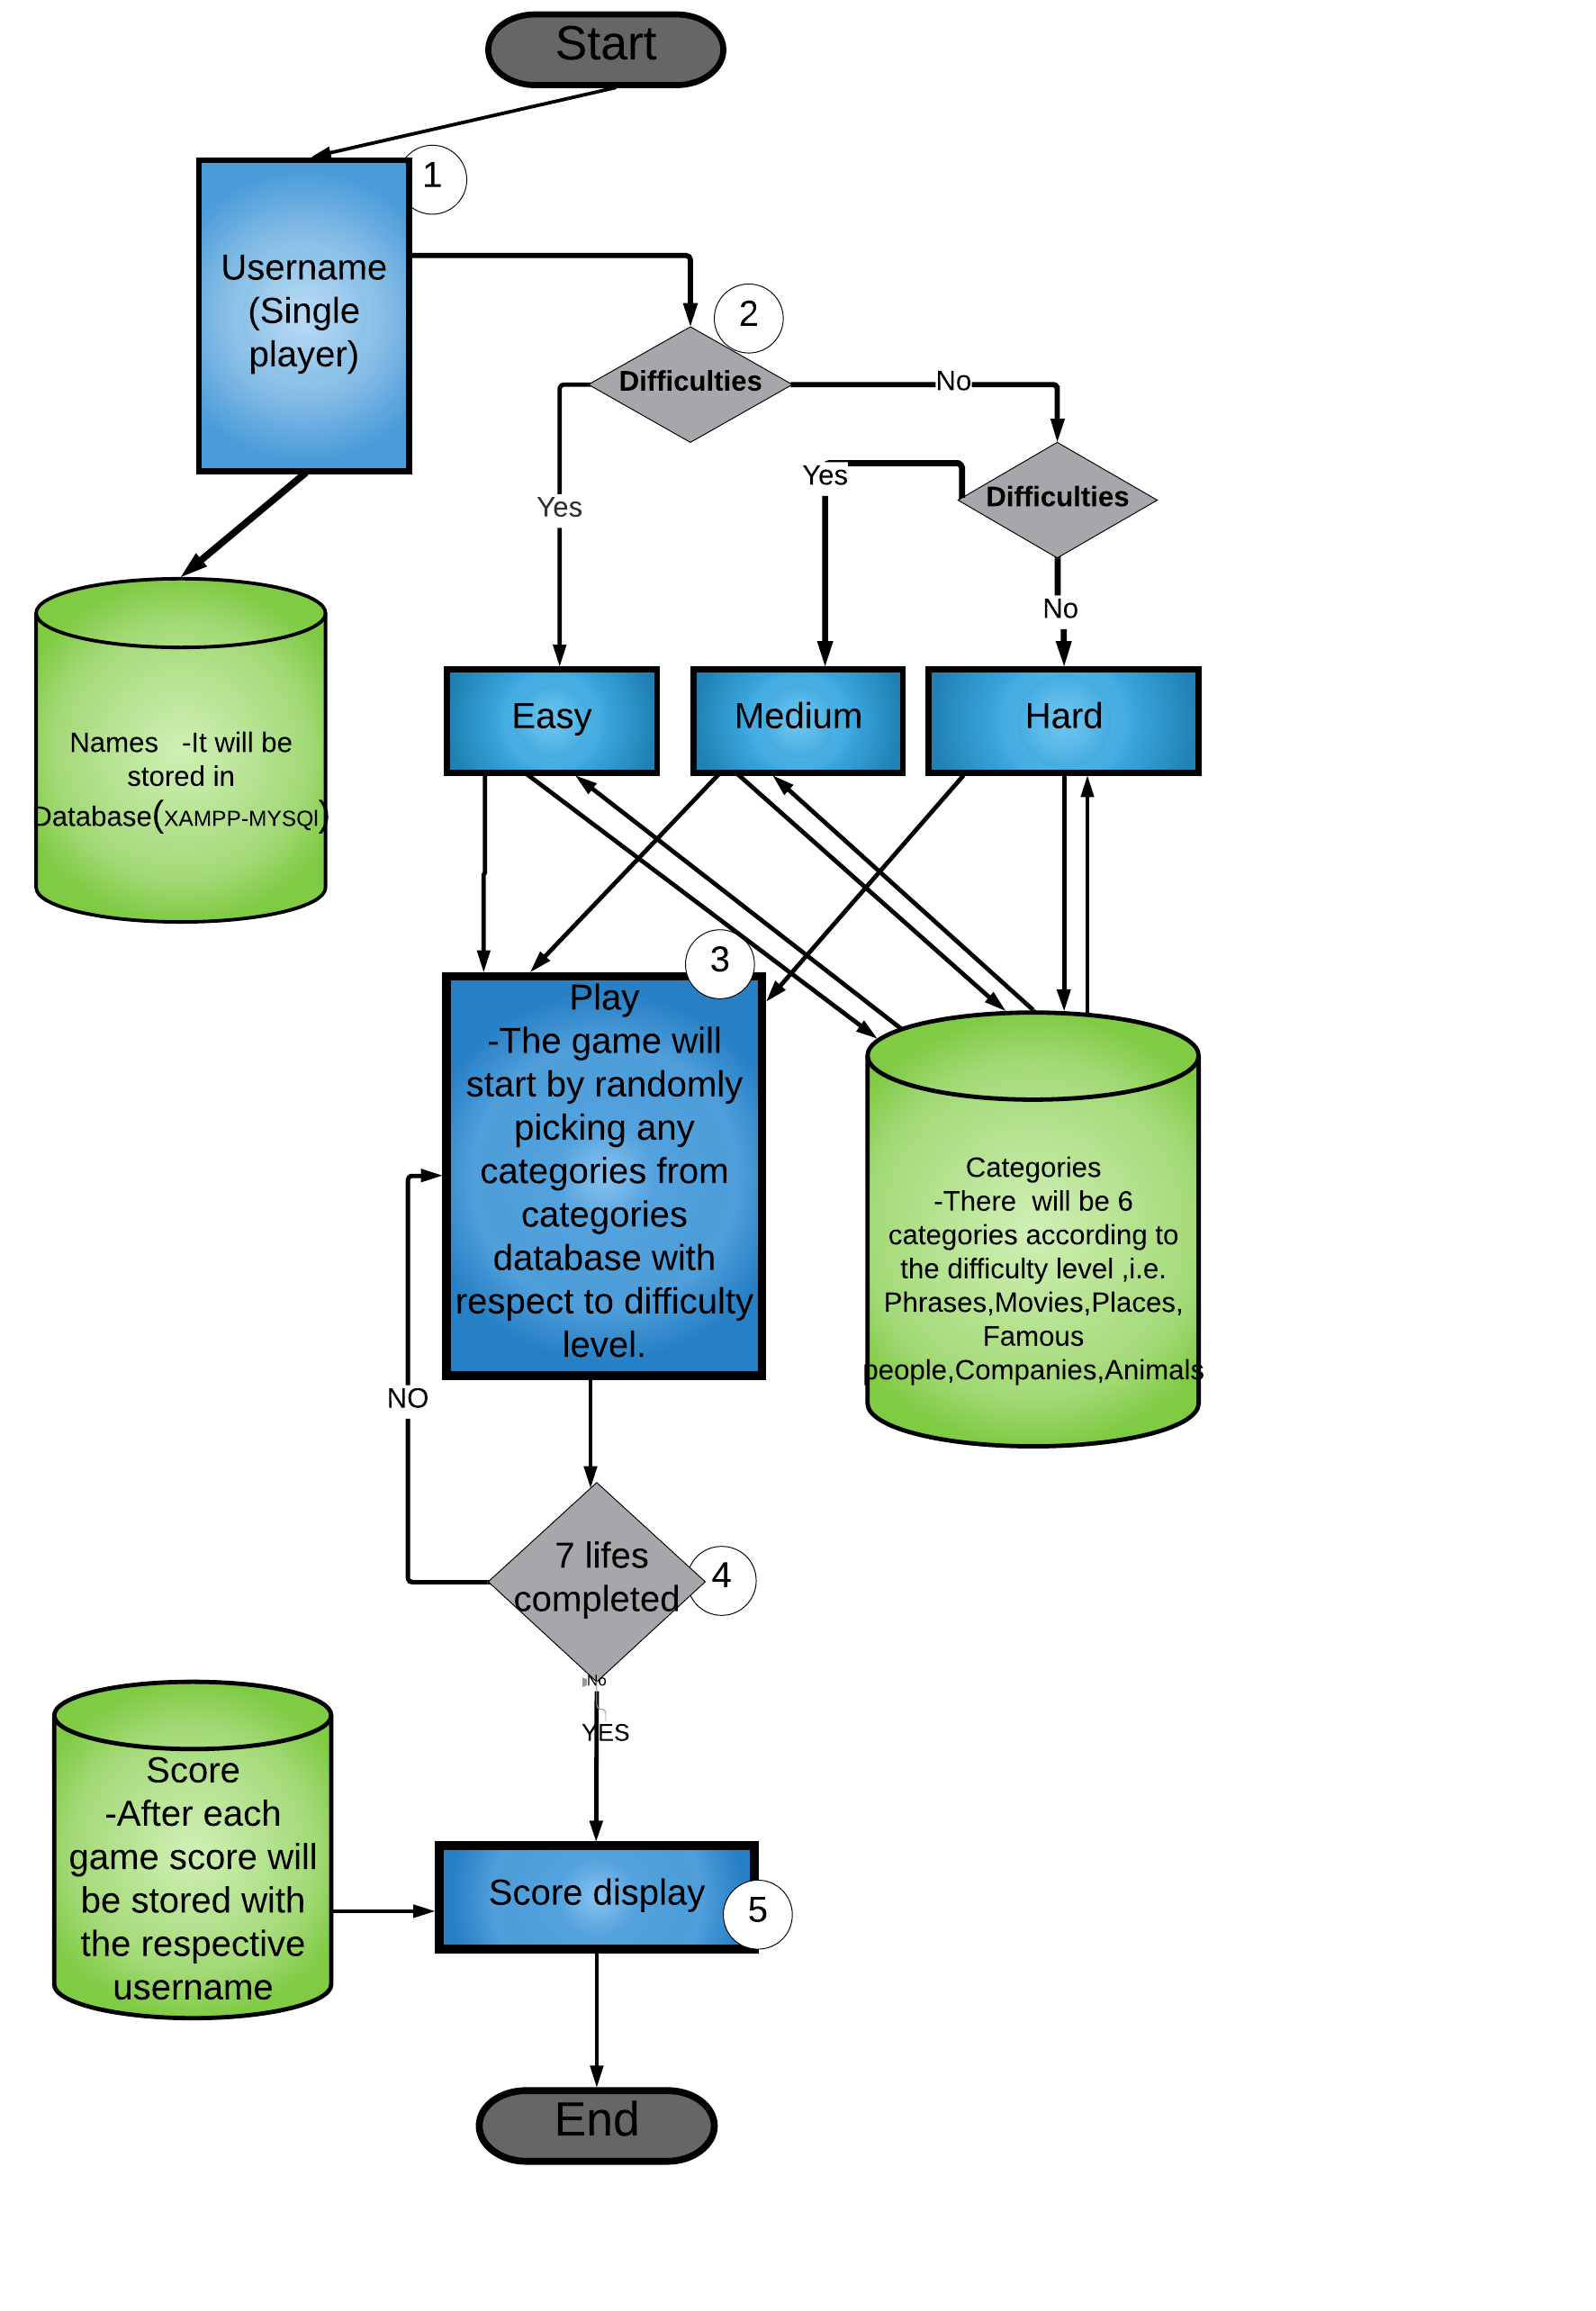 Start
1
Username
(Single
player)
2
Difficulties
No
Yes
Difficulties
Yes
No
Names   -It will be
stored in
Database(XAMPP-MYSQl)
Easy
Medium
Hard
3
Play
-The game will
start by randomly
picking any
categories from
categories
database with
respect to difficulty
level.
Categories
-There  will be 6
categories according to
the difficulty level ,i.e.
Phrases,Movies,Places,
Famous
people,Companies,Animals
NO
7 lifes
completed
4
No
YES
Score
-After each
game score will
be stored with
the respective
username
Score display
5
End